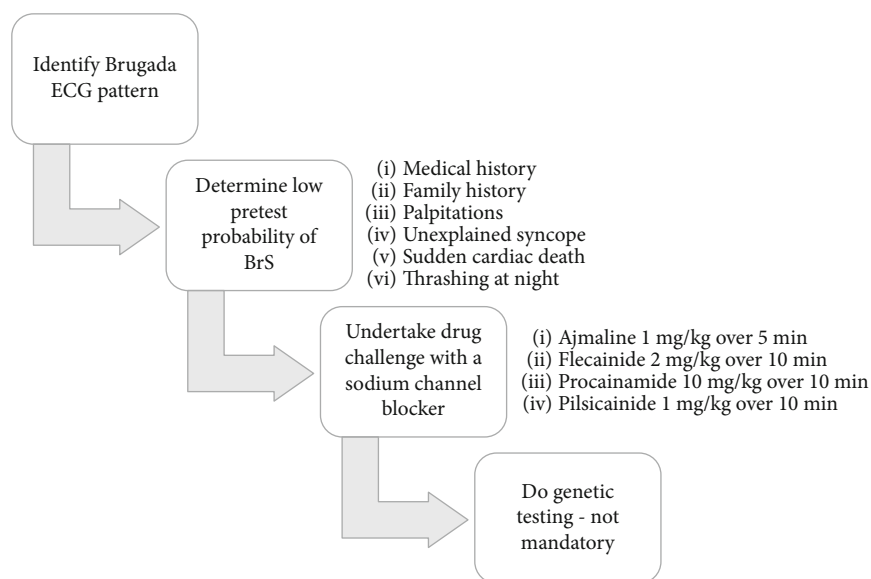 Identify Brugada
ECG pattern
Determine low
pretest
probability of
BrS
(i) Medical history
(ii) Family history
(iii) Palpitations
(iv) Unexplained syncope
(v) Sudden cardiac death
(vi) Thrashing at night
Undertake drug
challenge with a
sodium channel
blocker
(i) Ajmaline 1 mg/kg over 5 min
(ii) Flecainide 2 mg/kg over 10 min
(iii) Procainamide 10 mg/kg over 10 min
(iv) Pilsicainide 1 mg/kg over 10 min
Do genetic
testing - not
mandatory